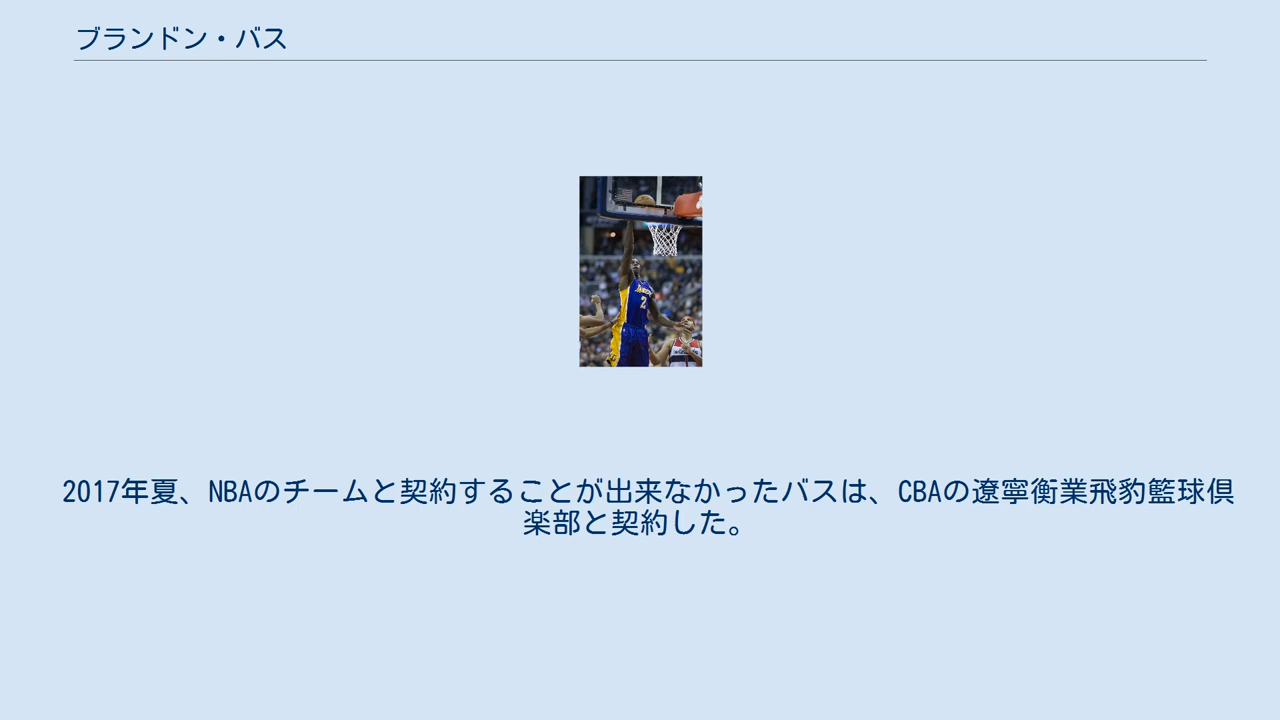 ブランドン・バス
2017年夏、NBAのチームと契約することが出来なかったバスは、CBAの遼寧衡業飛豹籃球倶
楽部と契約した。